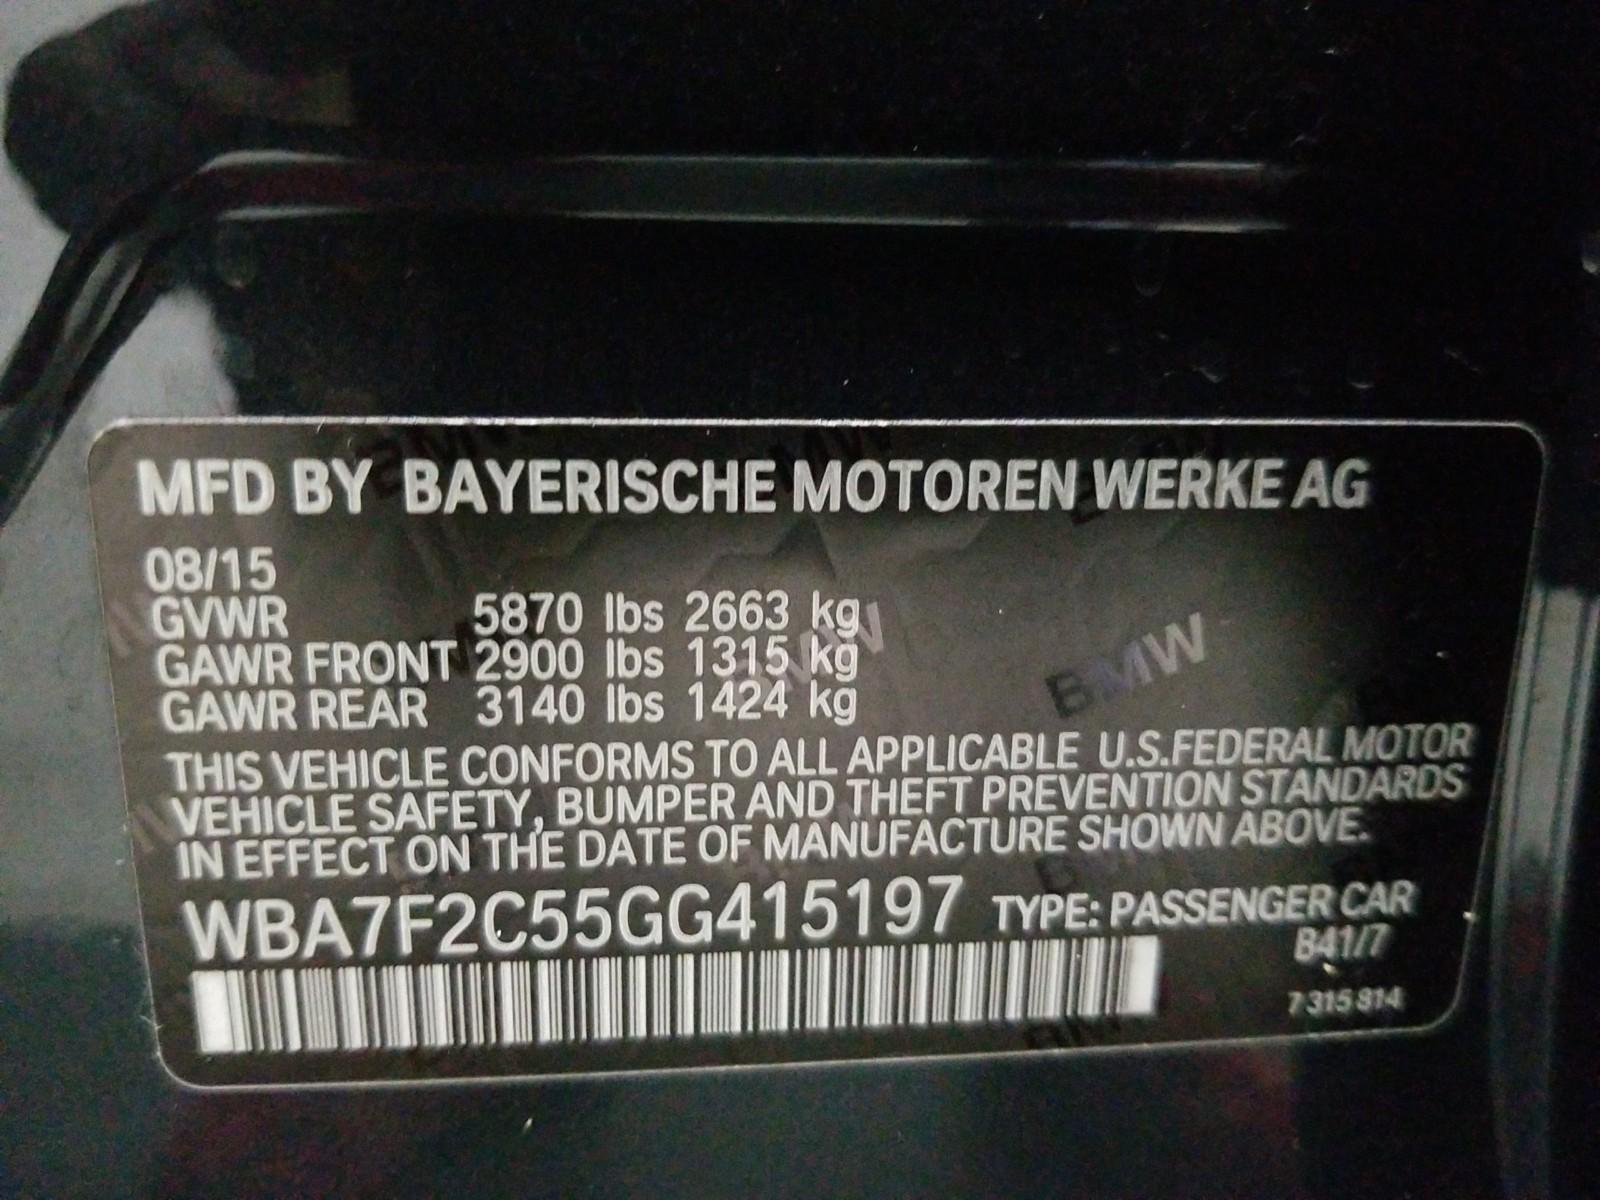 MFD BY BAYERISCHE MOTOREN WERKE AG
08/15
GVWR 5870 lbs 2663 kg
GAWR FRONT 2900 lbs 1315 kg
GAWR REAR 3140 lbs 1424 kg
THIS VEHICLE CONFORMS TO ALL APPLICABLE U.S.FEDERAL MOTOR
VEHICLE SAFETY, BUMPER AND THEFT PREVENTION STANDARDS
IN EFFECT ON THE DATE OF MANUFACTURE SHOWN ABOVE.
WBA7F2C55GG415197 TYPE: PASSENGER CAR
B41/7
7 315 814
BMW